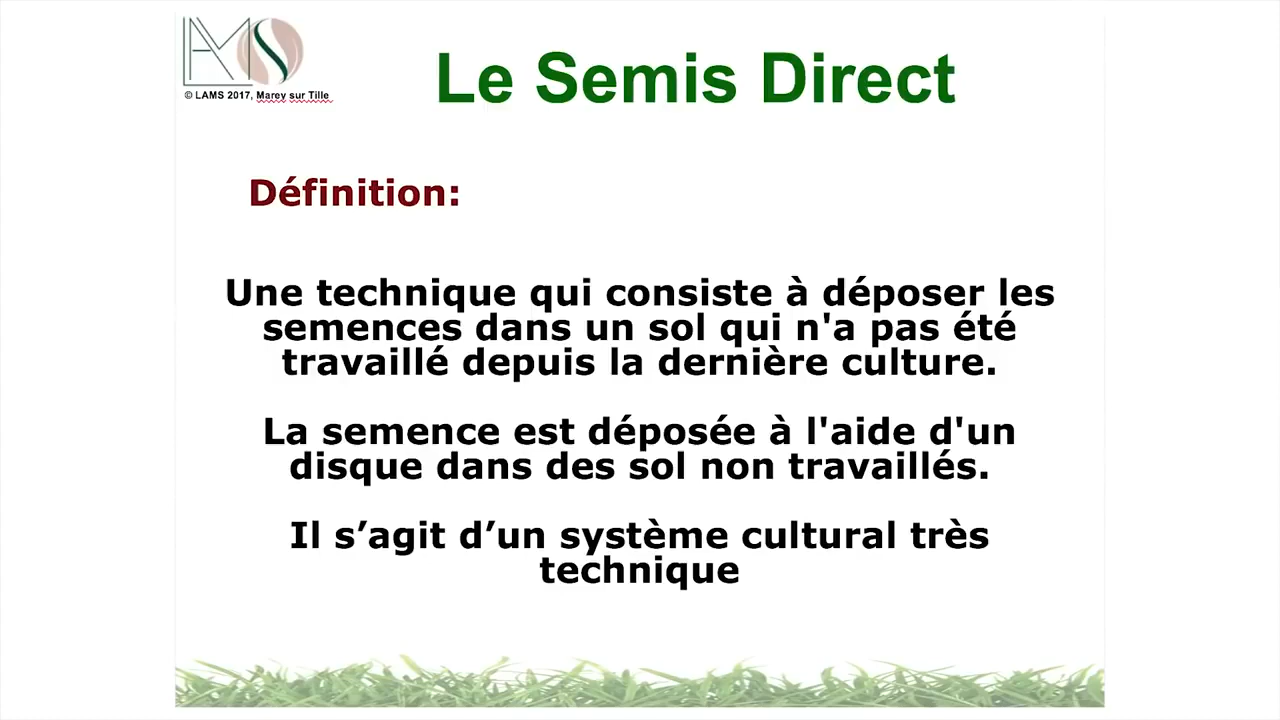 LAMS
© LAMS 2017, Marey sur Tille
Le Semis Direct
Définition:
Une technique qui consiste à déposer les
semences dans un sol qui n'a pas été
travaillé depuis la dernière culture.
La semence est déposée à l'aide d'un
disque dans des sol non travaillés.
Il s’agit d’un système cultural très
technique